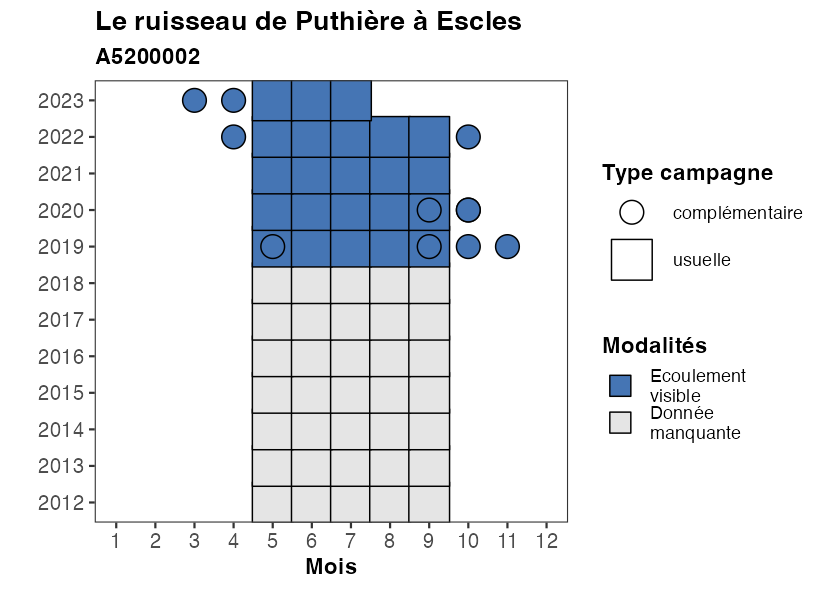 Le ruisseau de Puthière à Escles
A5200002
2023
2022
2021
2020
2019
2018
2017
2016
2015
2014
2013
2012
1 2 3 4 5 6 7 8 9 10 11 12
Mois
Type campagne
complémentaire
usuelle
Modalités
Ecoulement
visible
Donnée
manquante